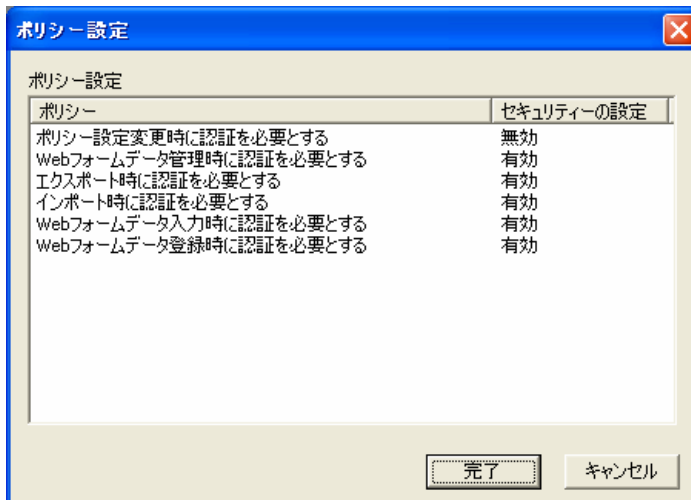 ポリシー設定
ポリシー設定
ポリシー セキュリティーの設定
ポリシー設定変更時に認証を必要とする 無効
Webフォームデータ管理時に認証を必要とする 有効
エクスポート時に認証を必要とする 有効
インポート時に認証を必要とする 有効
Webフォームデータ入力時に認証を必要とする 有効
Webフォームデータ登録時に認証を必要とする 有効
完了 キャンセル